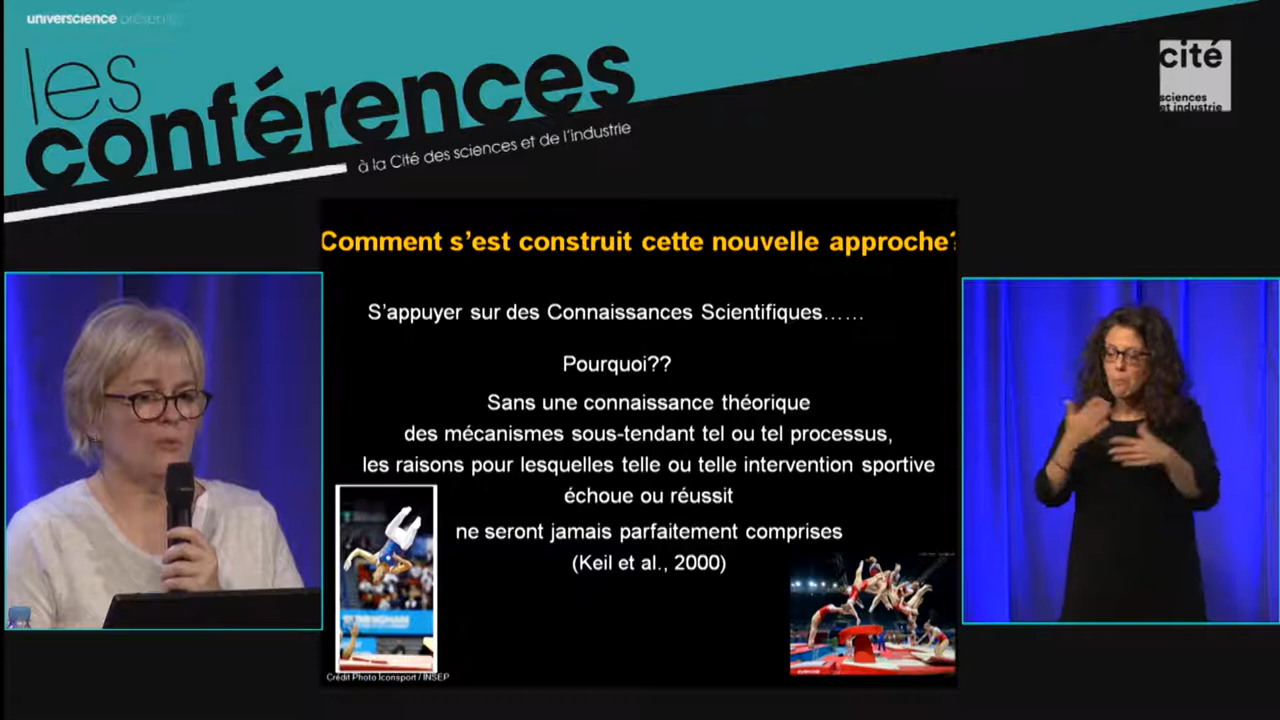 universcience présente
les
conférences
à la Cité des sciences et de l'industrie
cité
sciences
et industrie
Comment s'est construit cette nouvelle approche?
S'appuyer sur des Connaissances Scientifiques……
Pourquoi??
Sans une connaissance théorique
des mécanismes sous-tendant tel ou tel processus,
les raisons pour lesquelles telle ou telle intervention sportive
échoue ou réussit
ne seront jamais parfaitement comprises
(Keil et al., 2000)
Crédit Photo Iconsport / INSEP